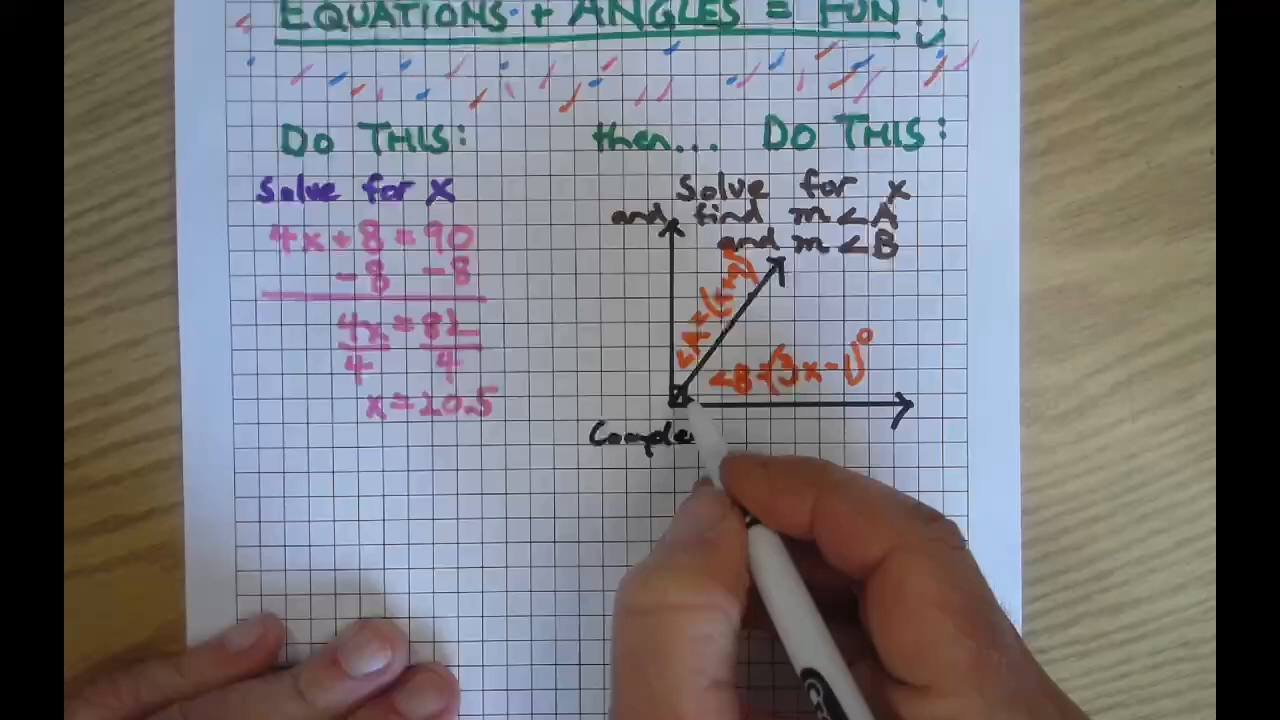 EQUATIONS + ANGLES = FUN!!
DO THIS:
then... DO THIS:
Solve for x
4x + 8 = 90
- 8 - 8
4x = 82
4 4
x = 20.5
Solve for x
and find m<A
and m<B
<A =
<B = (3x - 1)°
Comple